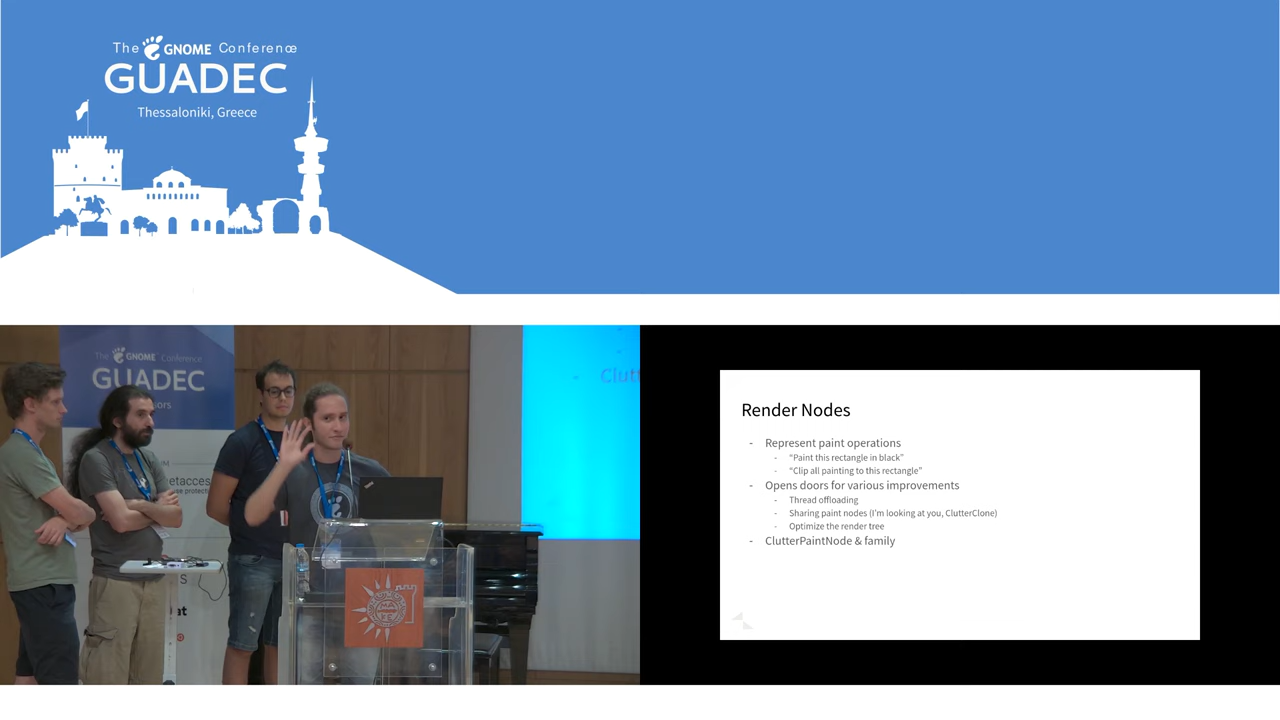 The GNOME Conference
GUADEC
Thessaloniki, Greece
The GNOME Conference
GUADEC
Clutt
Render Nodes
- Represent paint operations
- “Paint this rectangle in black”
- “Clip all painting to this rectangle”
- Opens doors for various improvements
- Thread offloading
- Sharing paint nodes (I'm looking at you, ClutterClone)
- Optimize the render tree
- ClutterPaintNode & family